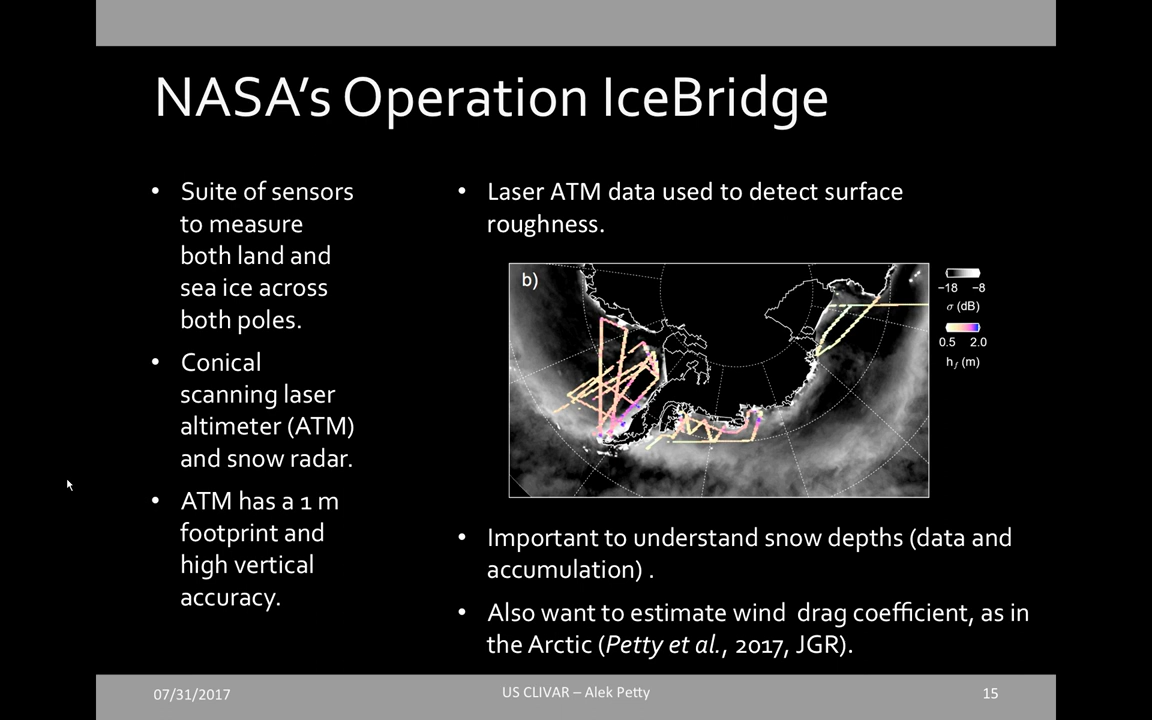 NASA's Operation IceBridge
• Suite of sensors
to measure
both land and
sea ice across
both poles.
• Conical
scanning laser
altimeter (ATM)
and snow radar.
• ATM has a 1 m
footprint and
high vertical
accuracy.
• Laser ATM data used to detect surface
roughness.
b)
−18 −8
σ (dB)
0.5 2.0
hf (m)
• Important to understand snow depths (data and
accumulation) .
• Also want to estimate wind  drag coefficient, as in
the Arctic (Petty et al., 2017, JGR).
07/31/2017
US CLIVAR – Alek Petty
15